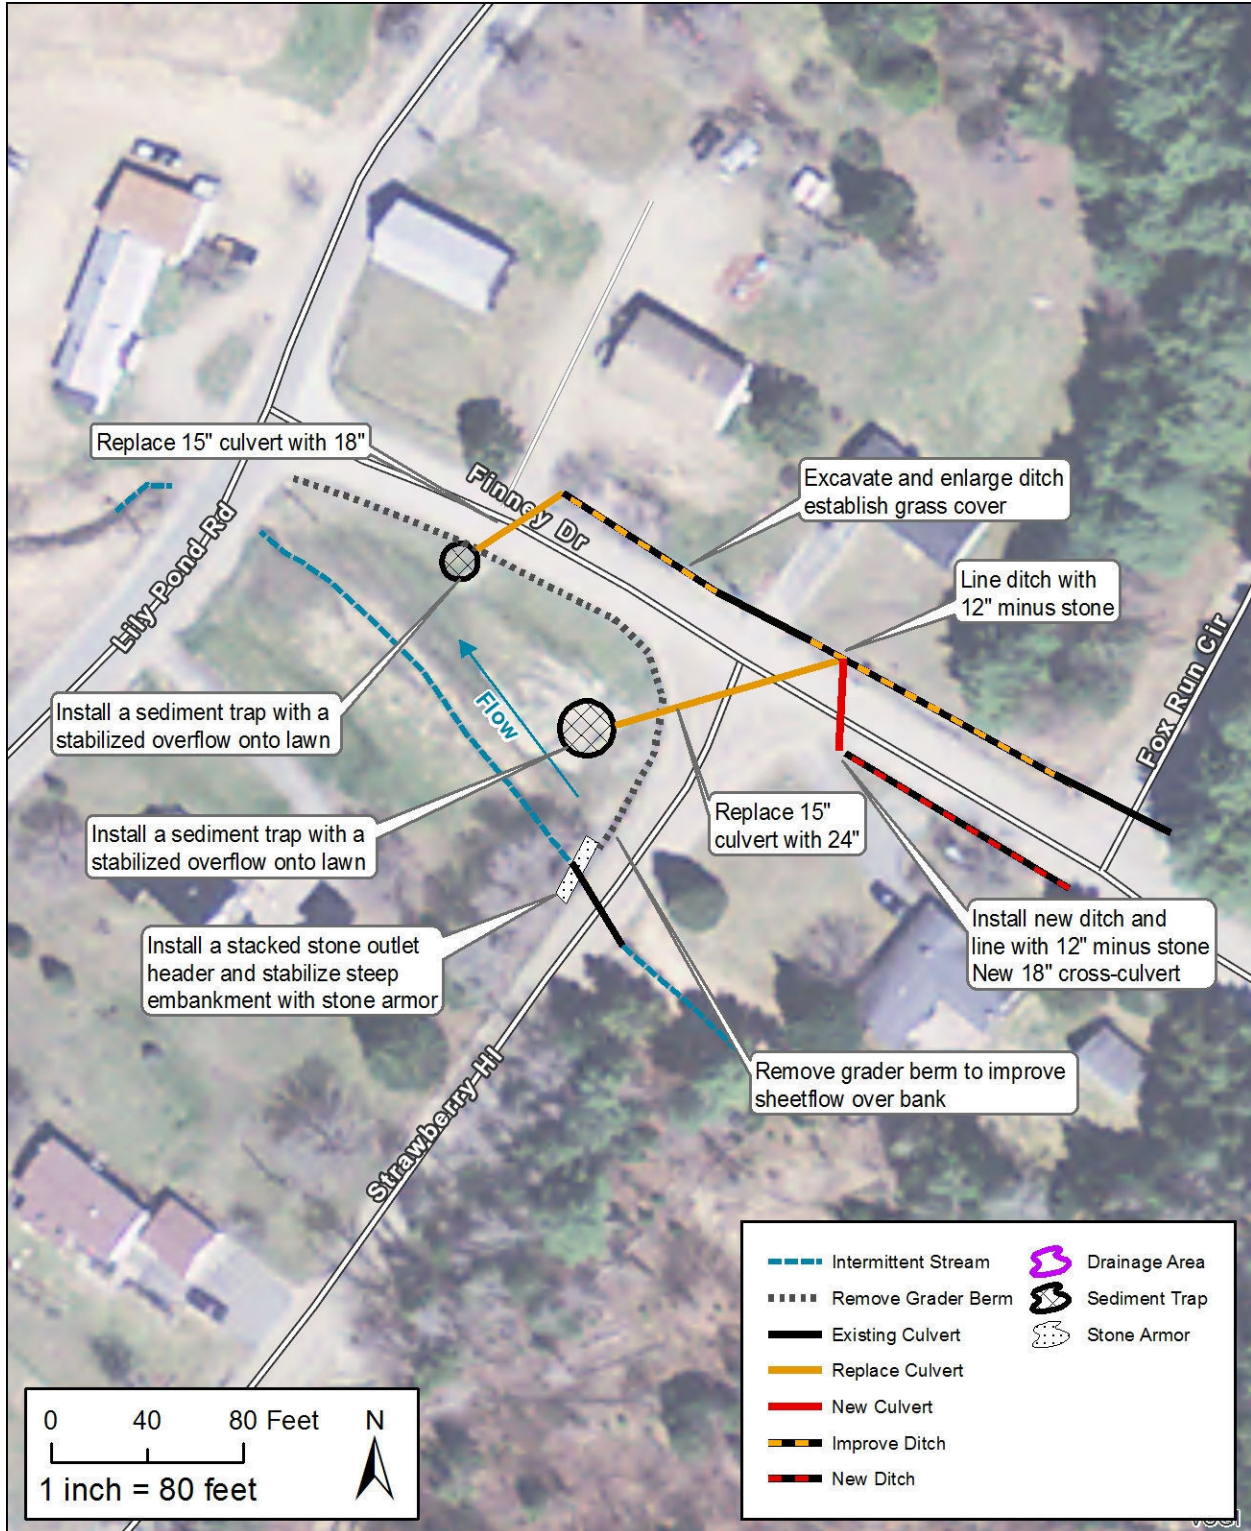 Replace 15" culvert with 18"
Finney Dr
Excavate and enlarge ditch
establish grass cover
Line ditch with
12" minus stone
Lily-Pond-Rd
Fox Run Cir
Install a sediment trap with a
stabilized overflow onto lawn
Flow
Replace 15"
culvert with 24"
Install a sediment trap with a
stabilized overflow onto lawn
Install a stacked stone outlet
header and stabilize steep
embankment with stone armor
Install new ditch and
line with 12" minus stone
New 18" cross-culvert
Remove grader berm to improve
sheetflow over bank
Strawberry-Hl
Intermittent Stream
Remove Grader Berm
Existing Culvert
Replace Culvert
New Culvert
Improve Ditch
New Ditch
Drainage Area
Sediment Trap
Stone Armor
0 40 80 Feet
N
1 inch = 80 feet